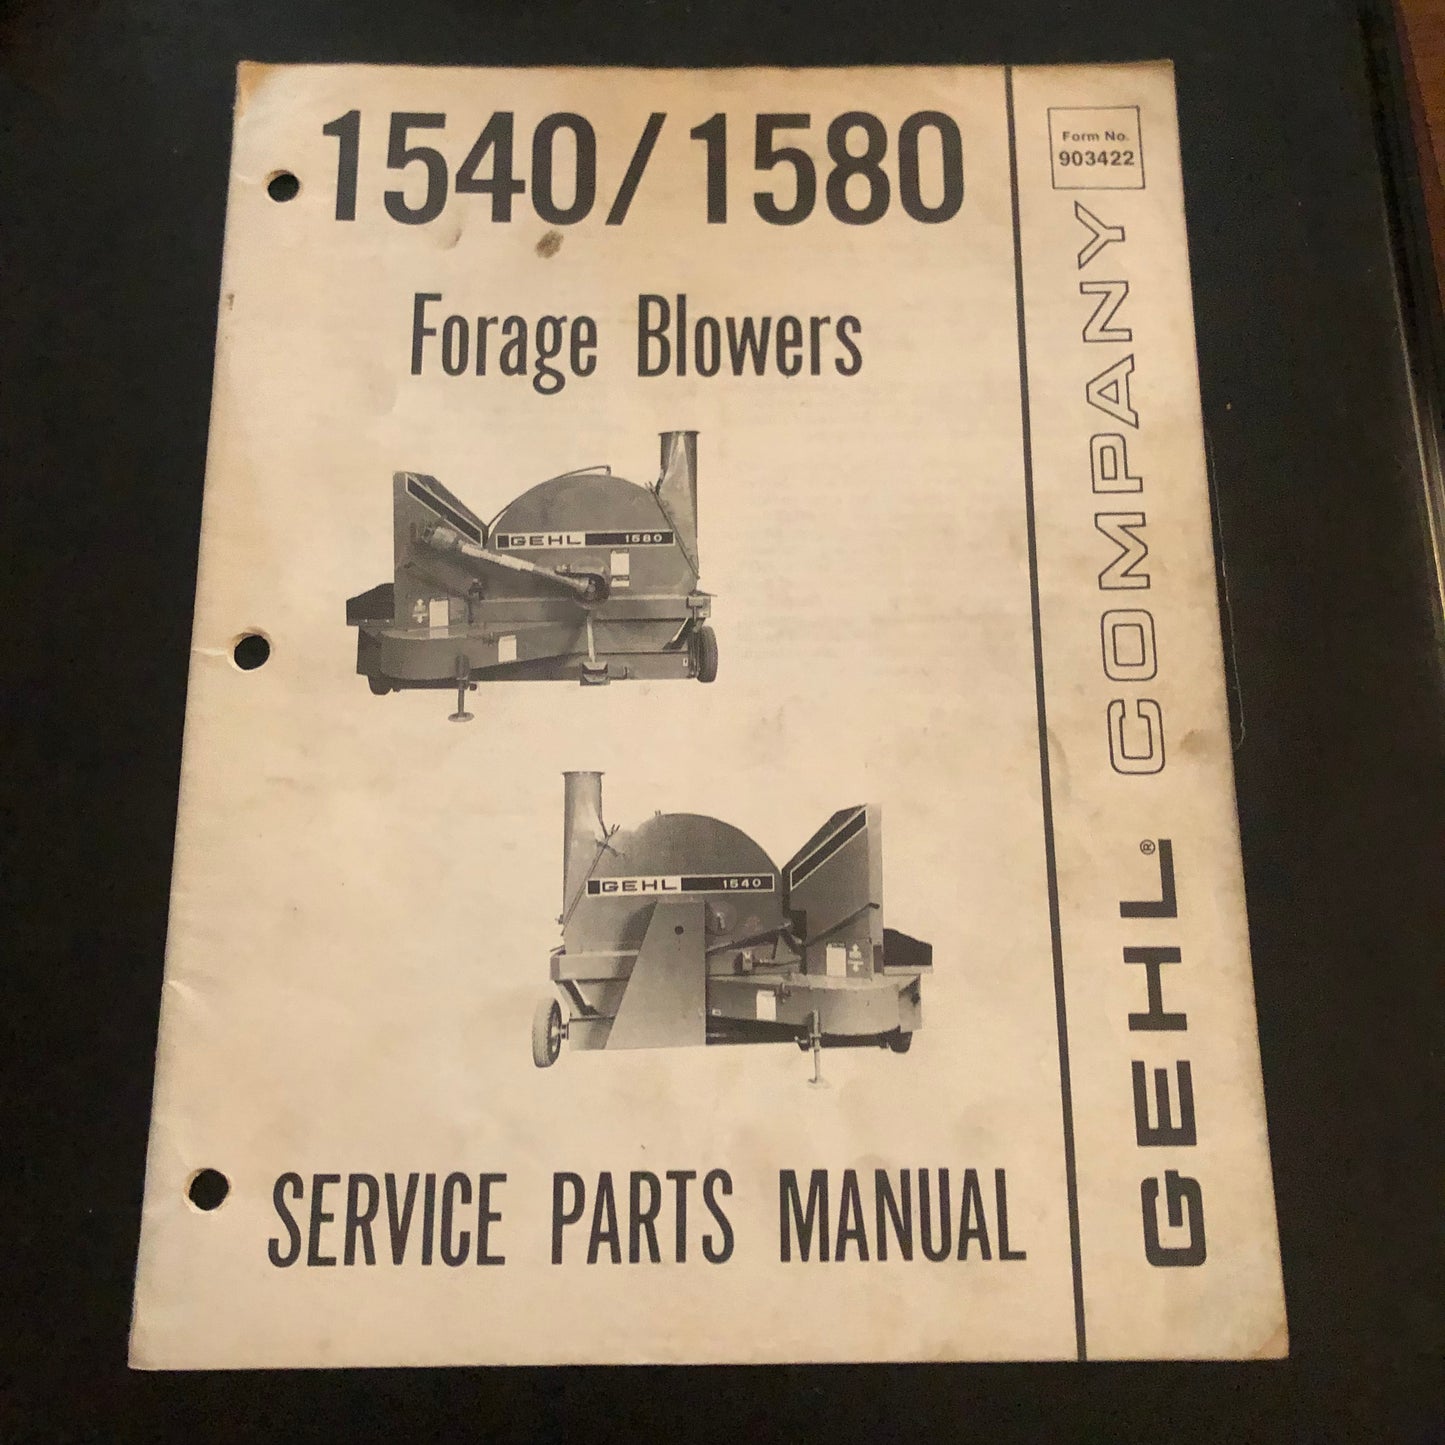 1540/1580
Forage Blowers
GEHL 1580
GEHL 1540
SERVICE PARTS MANUAL
Form No.
903422
GEHL® COMPANY